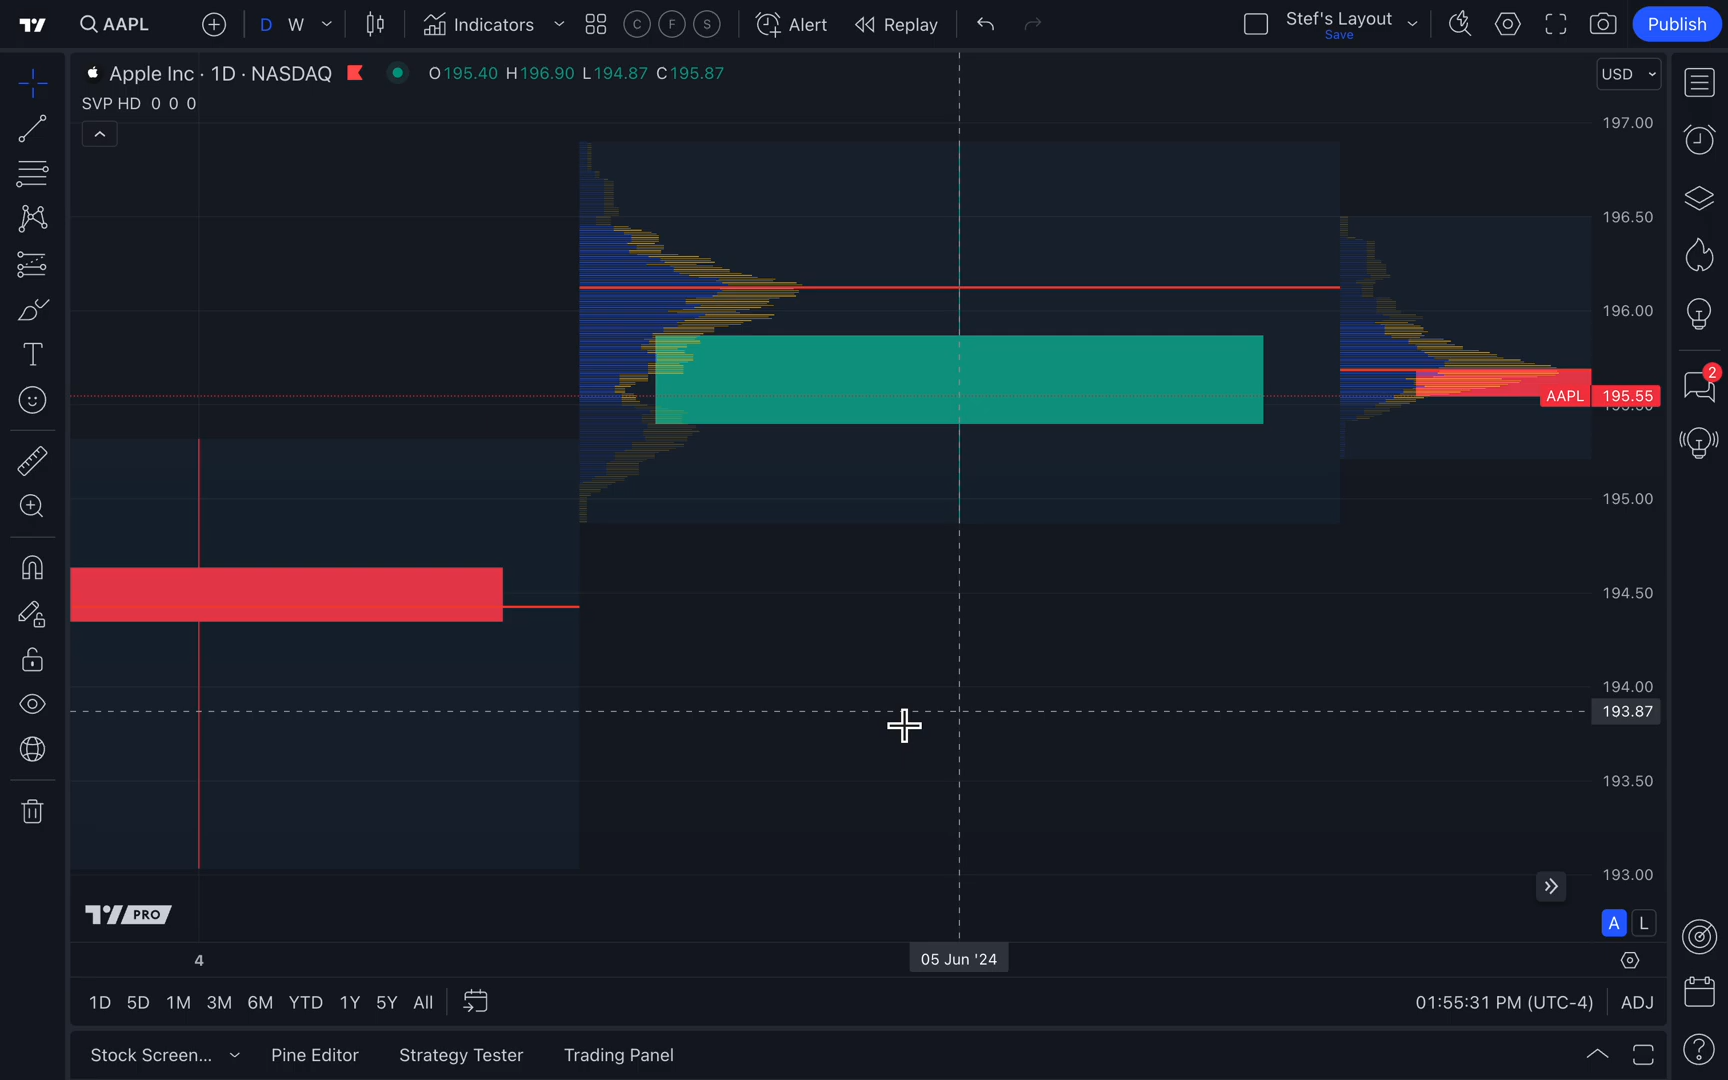 AAPL D W Indicators C F S Alert Replay Stef's Layout Publish
Save
Apple Inc · 1D · NASDAQ O195.40 H196.90 L194.87 C195.87 USD
SVP HD 0 0 0
197.00
196.50
196.00
AAPL 195.55
2
195.00
194.50
194.00
193.87
193.50
193.00
PRO
A L
4 05 Jun '24
1D 5D 1M 3M 6M YTD 1Y 5Y All 01:55:31 PM (UTC-4) ADJ
Stock Screen... Pine Editor Strategy Tester Trading Panel